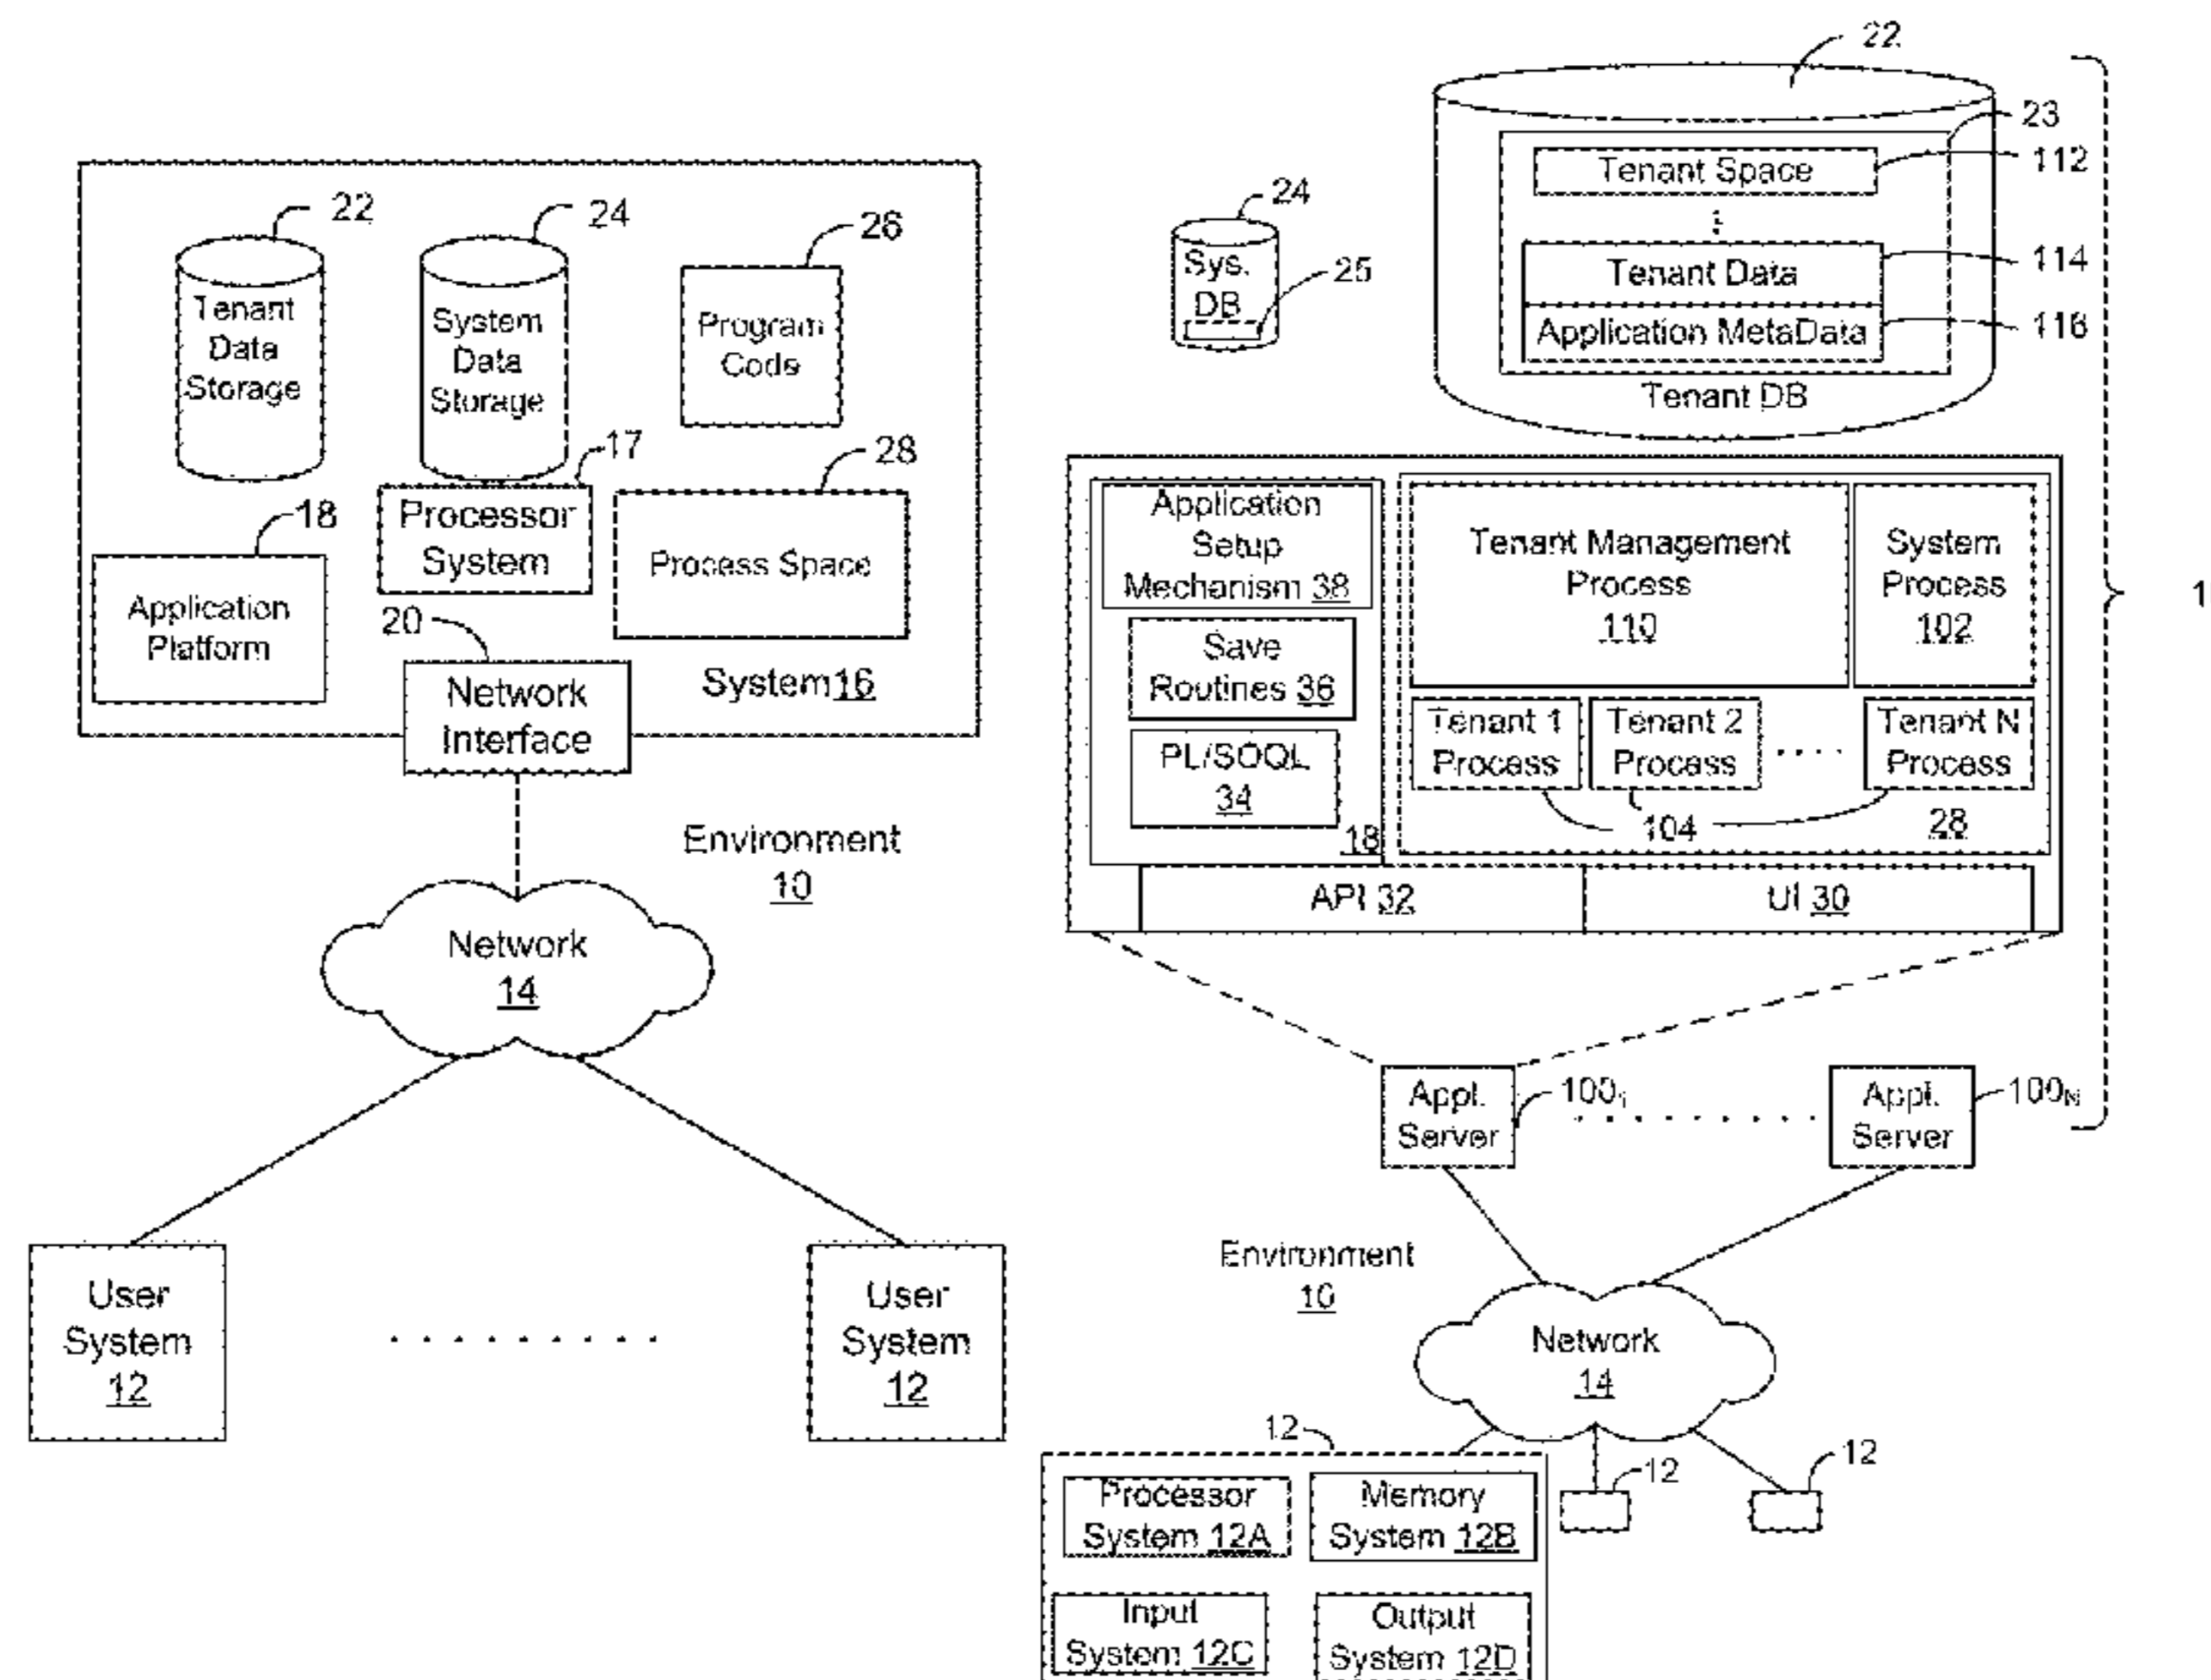 22
24
26
Tenant
Data
Storage
System
Data
Storage
Program
Code
17
28
18
Processor
System
Process Space
Application
Platform
20
System 16
Network
Interface
Environment
10
Network
14
User
System
12
. . . . . . . . .
User
System
12
22
23
Tenant Space
112
24
Sys.
DB
25
Tenant Data
114
Application MetaData
116
Tenant DB
Application
Setup
Mechanism 38
Save
Routines 36
PL/SOQL
34
18
Tenant Management
Process
110
System
Process
102
Tenant 1
Process
Tenant 2
Process
. . . .
Tenant N
Process
104
28
API 32
UI 30
1
Appl.
Server
100₁
. . . . . . . . .
Appl.
Server
100N
Environment
10
Network
14
12
12
12
Processor
System 12A
Memory
System 12B
Input
System 12C
Output
System 12D